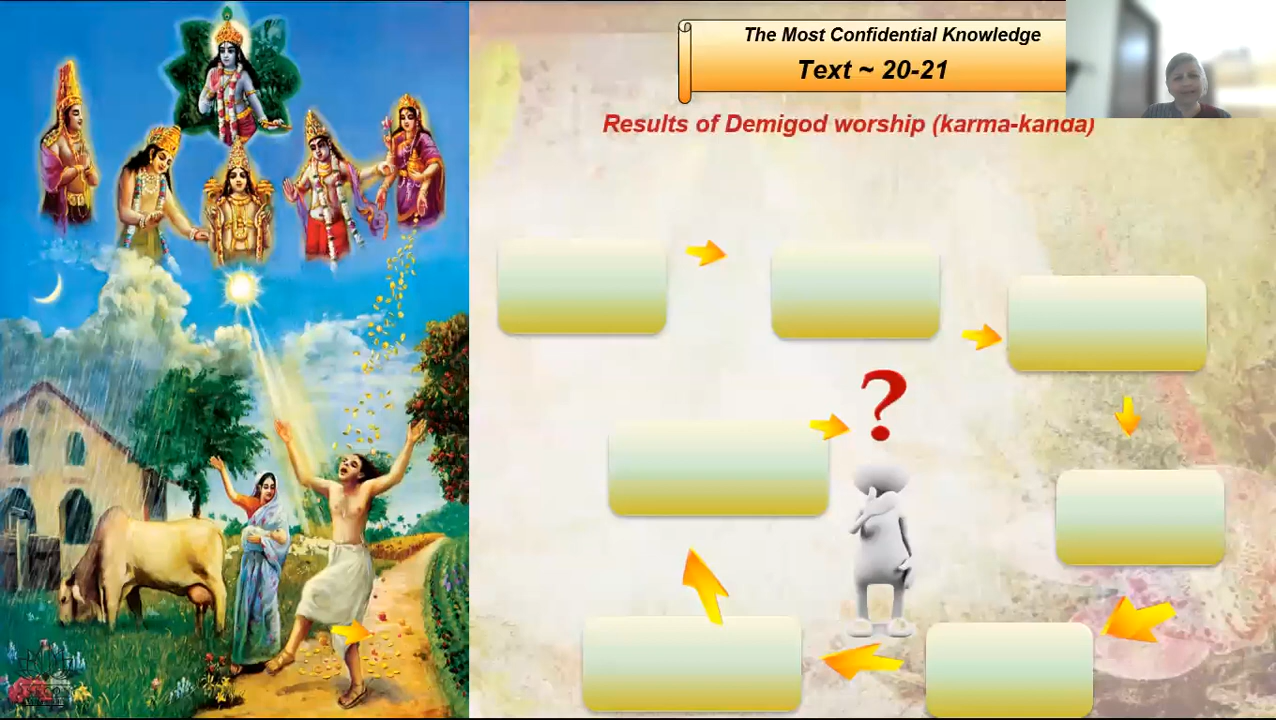 The Most Confidential Knowledge
Text ~ 20-21
Results of Demigod worship (karma-kanda)
?